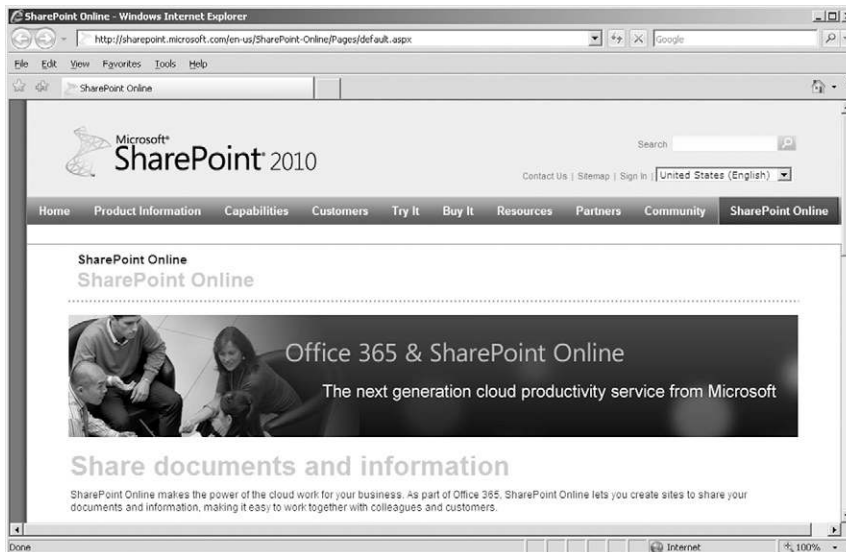 SharePoint Online - Windows Internet Explorer
http://sharepoint.microsoft.com/en-us/SharePoint-Online/Pages/default.aspx
Google
File Edit View Favorites Tools Help
SharePoint Online
Microsoft®
SharePoint® 2010
Search
Contact Us | Sitemap | Sign In | United States (English)
Home Product Information Capabilities Customers Try It Buy It Resources Partners Community SharePoint Online
SharePoint Online
SharePoint Online
Office 365 & SharePoint Online
The next generation cloud productivity service from Microsoft
Share documents and information
SharePoint Online makes the power of the cloud work for your business. As part of Office 365, SharePoint Online lets you create sites to share your
documents and information, making it easy to work together with colleagues and customers.
Done Internet 100%